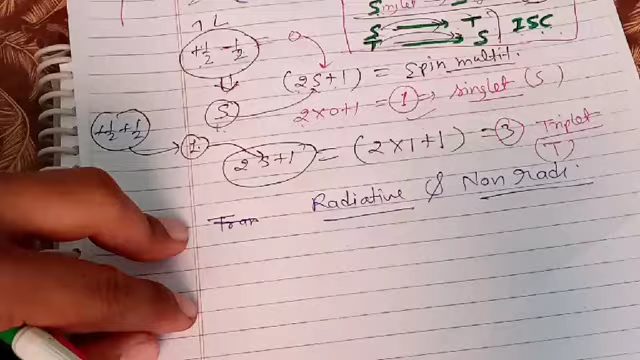 Singlet → S
S → T ISC
T → S
1 L
+1/2 -1/2 0
(2S+1) = Spin multi.
S 2×0+1 = 1 ⇒ Singlet (S)
+1/2 +1/2 1 2S+1 = (2×1+1) = 3 Triplet
(T)
Radiative & Non radi.